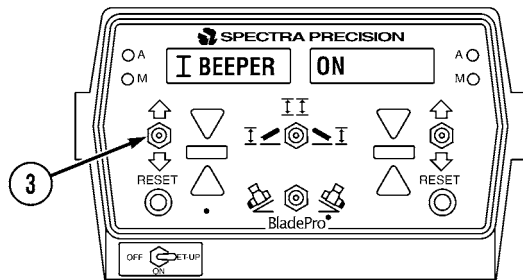 SPECTRA PRECISION
A
M
I BEEPER ON
A
M
3
RESET
RESET
BladePro
OFF
SET-UP
ON